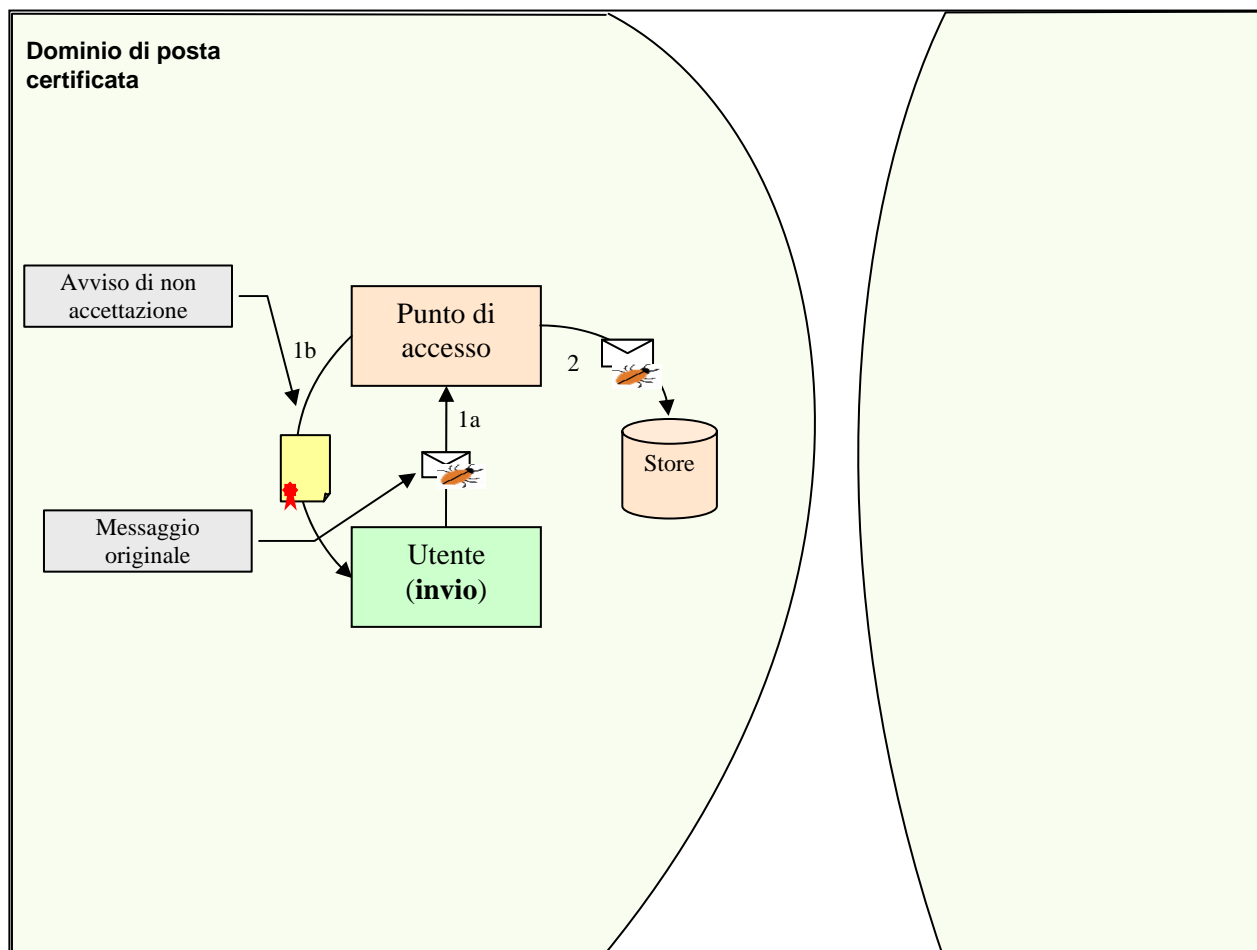 Dominio di posta
certificata
Avviso di non
accettazione
Punto di
accesso
1b
2
1a
Store
Messaggio
originale
Utente
(invio)